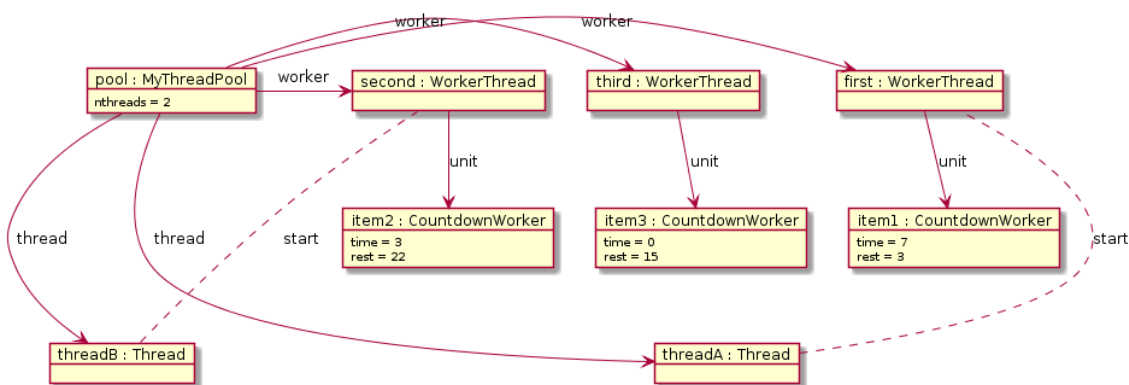 worker
worker
pool : MyThreadPool
nthreads = 2
worker
second : WorkerThread
third : WorkerThread
first : WorkerThread
unit
unit
unit
item2 : CountdownWorker
time = 3
rest = 22
item3 : CountdownWorker
time = 0
rest = 15
item1 : CountdownWorker
time = 7
rest = 3
thread
thread
start
start
threadB : Thread
threadA : Thread